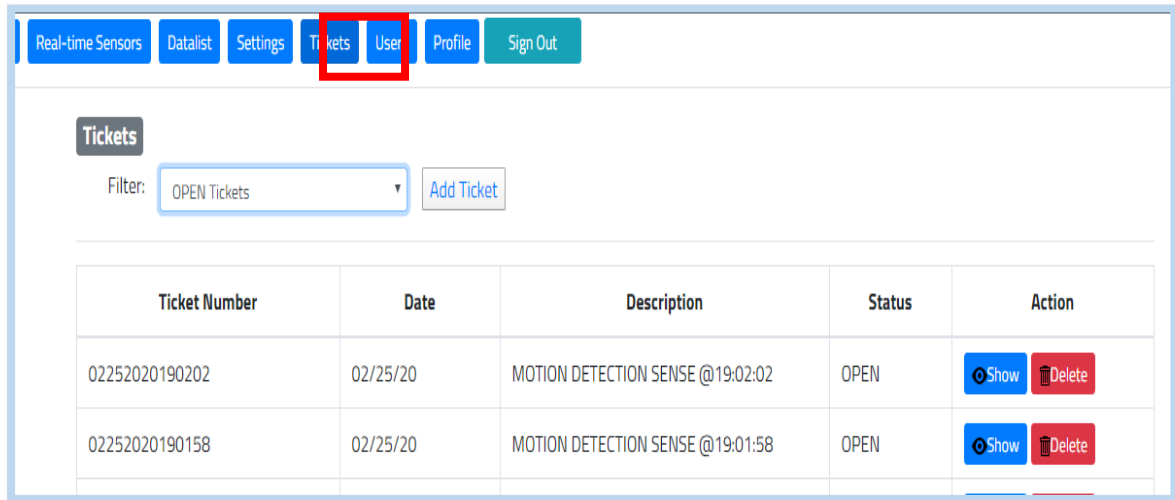 Real-time Sensors Datalist Settings Tickets User Profile Sign Out
Tickets
Filter: OPEN Tickets Add Ticket
Ticket Number Date Description Status Action
02252020190202 02/25/20 MOTION DETECTION SENSE @19:02:02 OPEN Show Delete
02252020190158 02/25/20 MOTION DETECTION SENSE @19:01:58 OPEN Show Delete